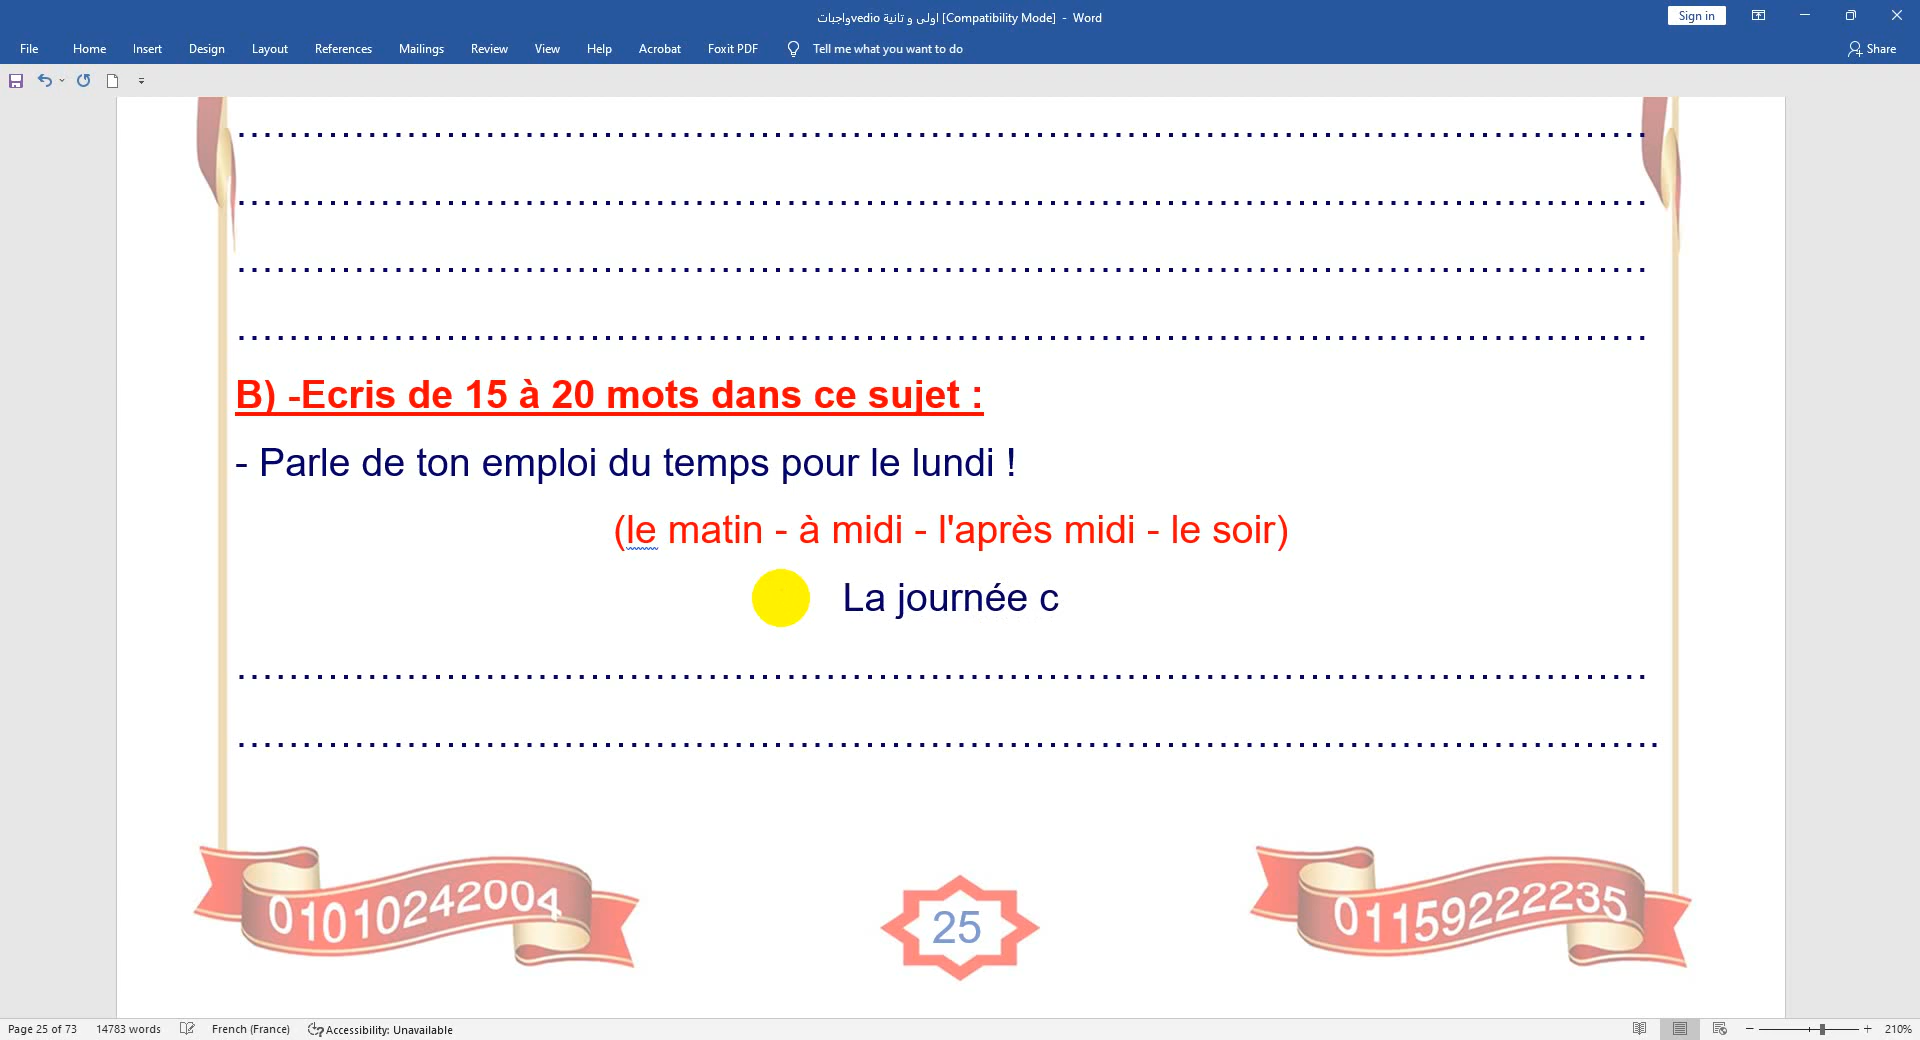 واجباتvedio اولى و تانية [Compatibility Mode] - Word
Sign in
File Home Insert Design Layout References Mailings Review View Help Acrobat Foxit PDF Tell me what you want to do Share
................................................................................
................................................................................
................................................................................
................................................................................
B) -Ecris de 15 à 20 mots dans ce sujet :
- Parle de ton emploi du temps pour le lundi !
(le matin - à midi - l'après midi - le soir)
La journée c
................................................................................
................................................................................
01010242004
25
01159222235
Page 25 of 73 14783 words French (France) Accessibility: Unavailable 210%